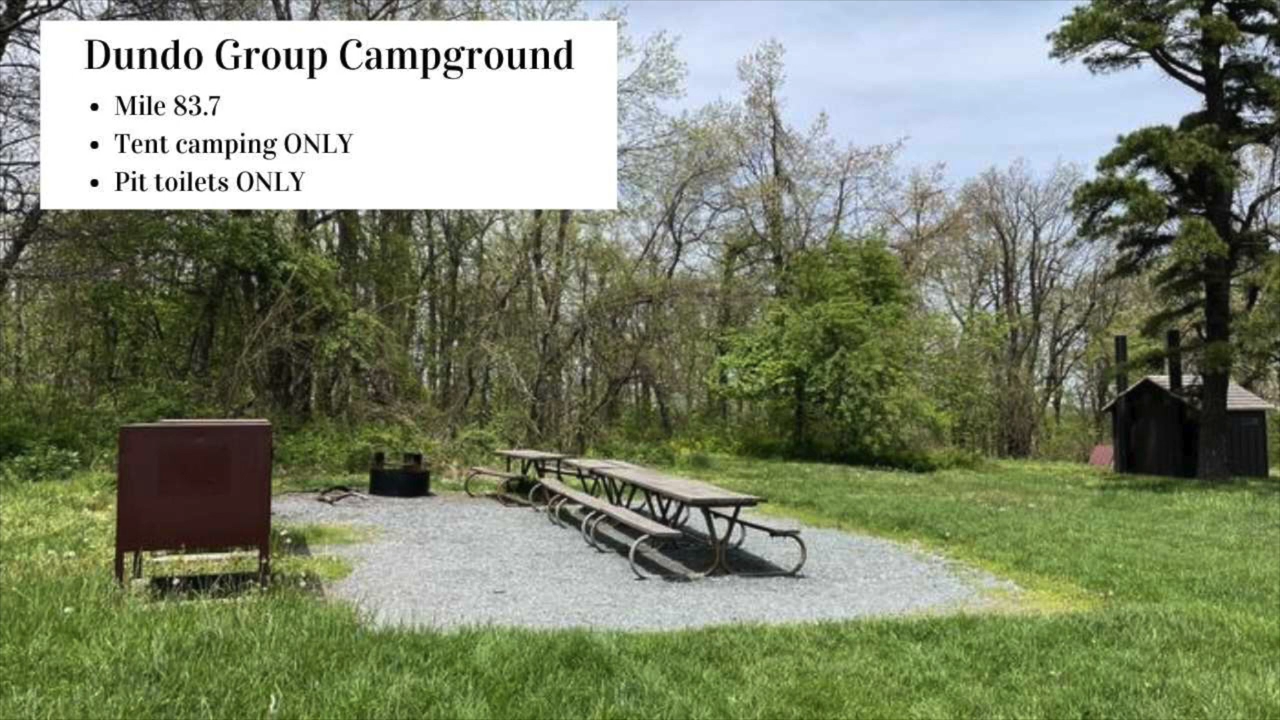 Dundo Group Campground
• Mile 83.7
• Tent camping ONLY
• Pit toilets ONLY